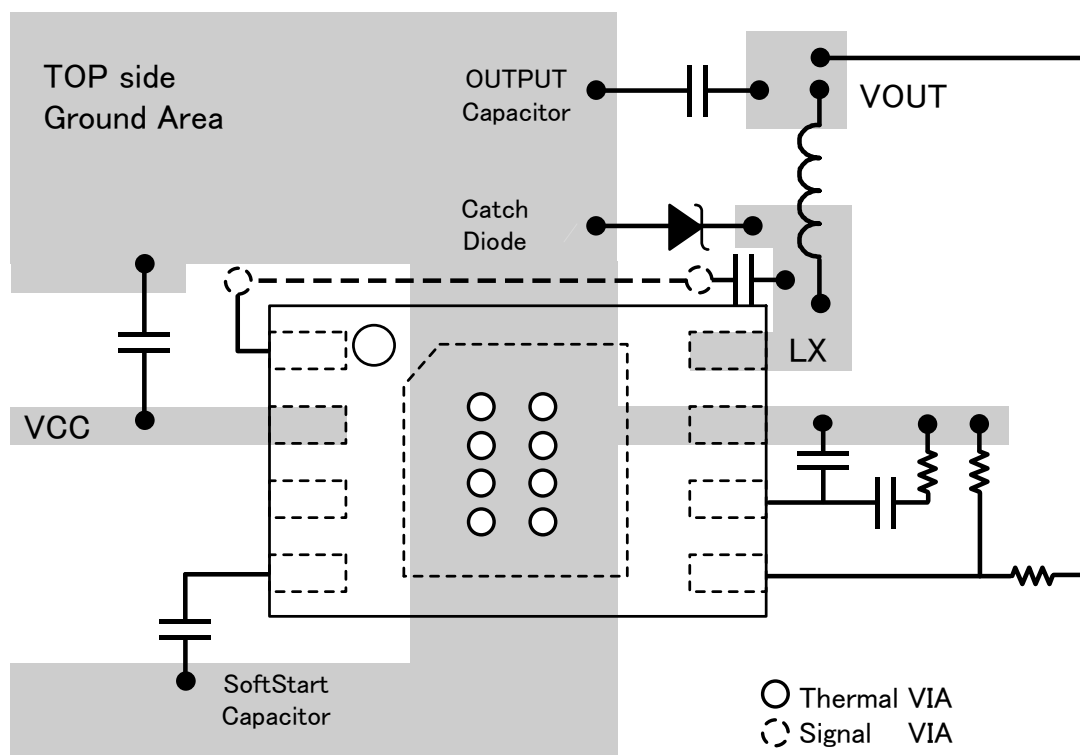 TOP side
Ground Area
OUTPUT
Capacitor
VOUT
Catch
Diode
LX
VCC
SoftStart
Capacitor
Thermal VIA
Signal VIA